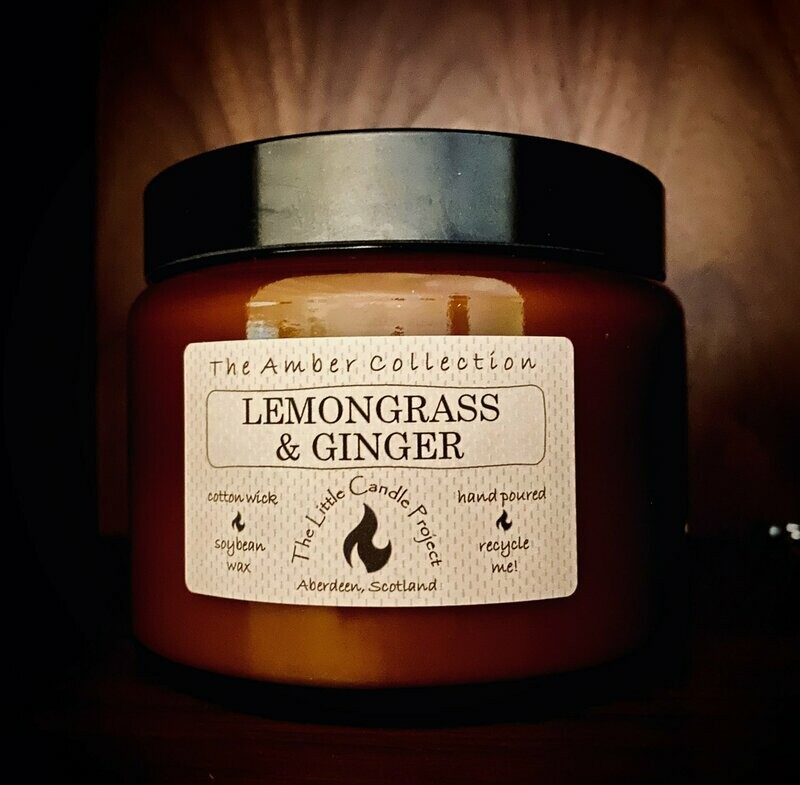 The Amber Collection
LEMONGRASS
& GINGER
cotton wick
soybean
wax
The Little Candle Project
Aberdeen, Scotland
hand poured
recycle
me!